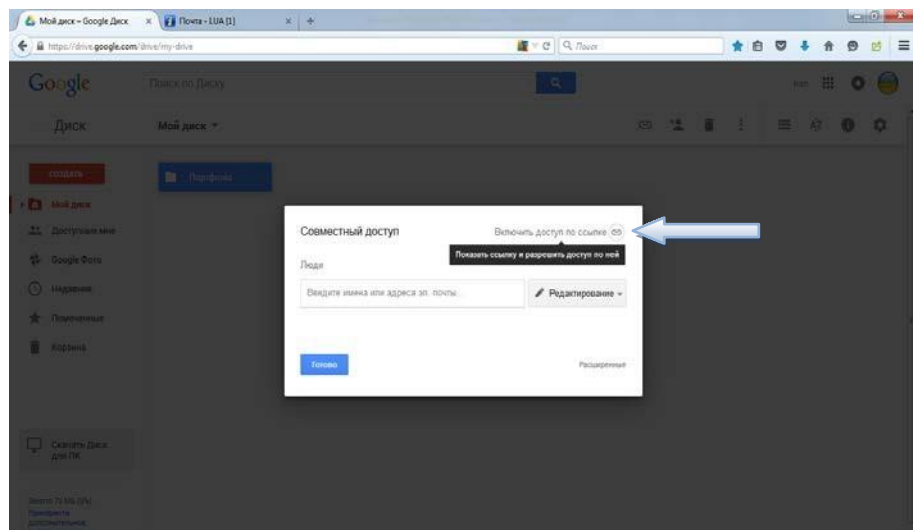 Мой диск – Google Диск
Почта - I.UA (1)
https://drive.google.com/drive/my-drive
Поиск
Google
Поиск по Диску
Диск
Мой диск
СОЗДАТЬ
Портфолио
Мой диск
Доступные мне
Google Фото
Недавние
Помеченные
Корзина
Совместный доступ
Включить доступ по ссылке
Показать ссылку и разрешить доступ по ней
Люди
Введите имена или адреса эл. почты...
Редактирование
Готово
Расширенные
Скачать Диск
для ПК